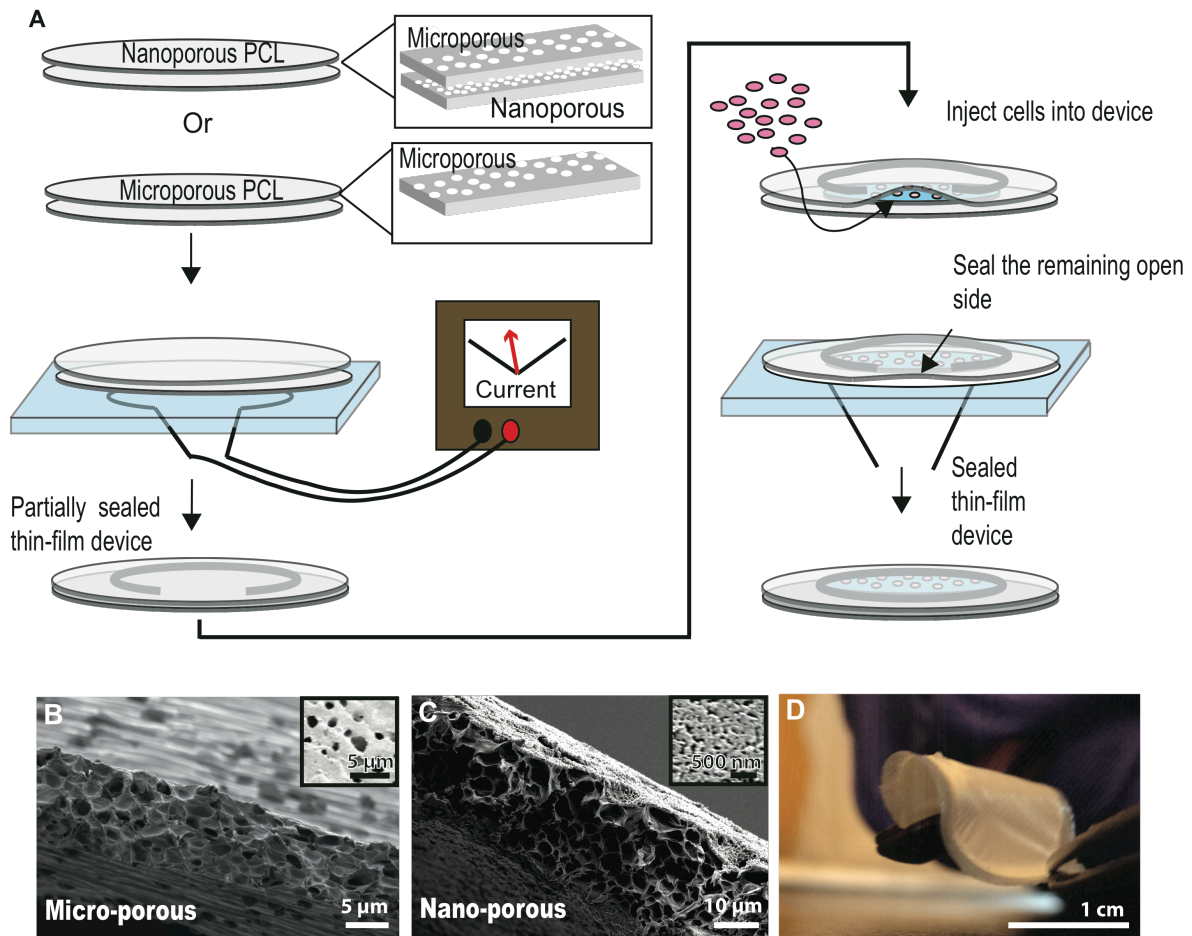 A
Nanoporous PCL
Microporous
Nanoporous
Or
Microporous PCL
Microporous
Current
Partially sealed
thin-film device
Inject cells into device
Seal the remaining open
side
Sealed
thin-film
device
B
5 µm
Micro-porous
5 µm
C
500 nm
Nano-porous
10 µm
D
1 cm